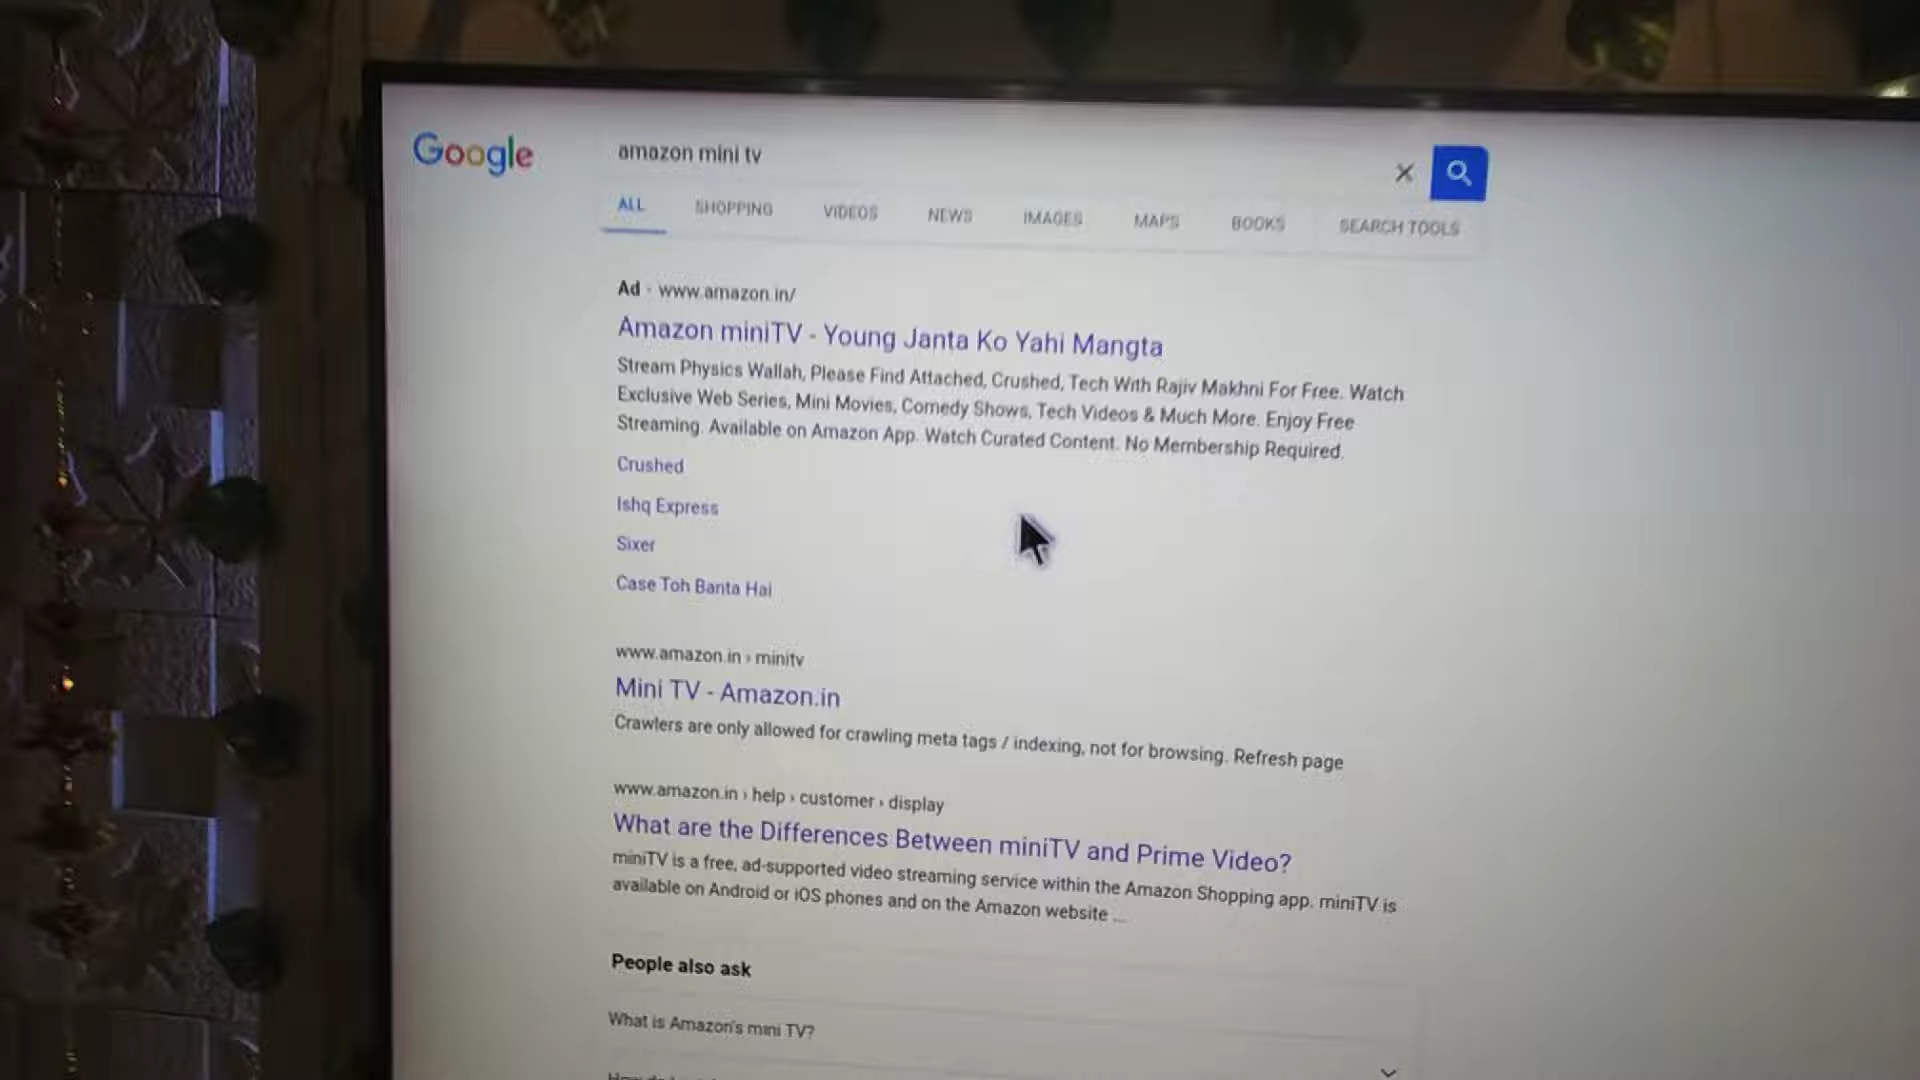 Google
amazon mini tv
ALL SHOPPING VIDEOS NEWS IMAGES MAPS BOOKS SEARCH TOOLS
Ad · www.amazon.in/
Amazon miniTV - Young Janta Ko Yahi Mangta
Stream Physics Wallah, Please Find Attached, Crushed, Tech With Rajiv Makhni For Free. Watch
Exclusive Web Series, Mini Movies, Comedy Shows, Tech Videos & Much More. Enjoy Free
Streaming. Available on Amazon App. Watch Curated Content. No Membership Required.
Crushed
Ishq Express
Sixer
Case Toh Banta Hai
www.amazon.in › minitv
Mini TV - Amazon.in
Crawlers are only allowed for crawling meta tags / indexing, not for browsing. Refresh page
www.amazon.in › help › customer › display
What are the Differences Between miniTV and Prime Video?
miniTV is a free, ad-supported video streaming service within the Amazon Shopping app. miniTV is
available on Android or iOS phones and on the Amazon website ...
People also ask
What is Amazon's mini TV?